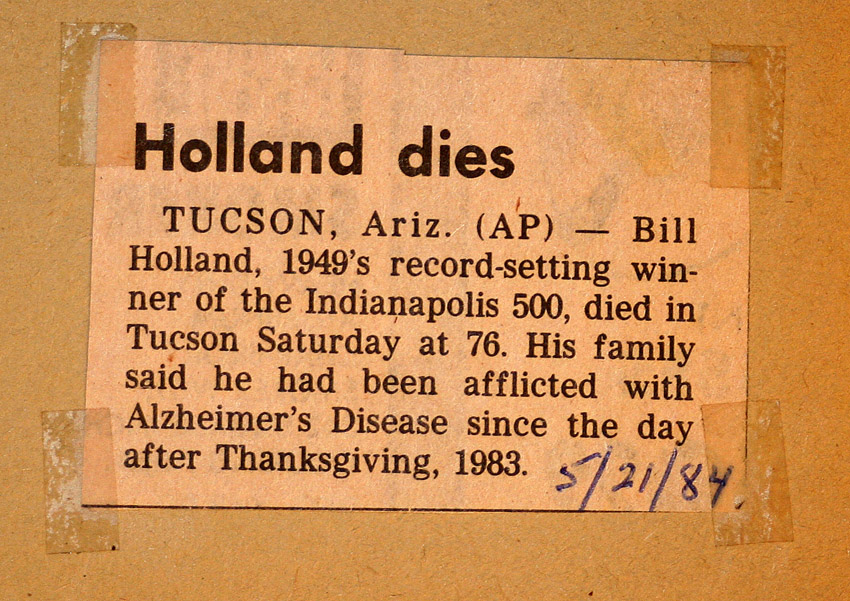 Holland dies
TUCSON, Ariz. (AP) — Bill
Holland, 1949's record-setting win-
ner of the Indianapolis 500, died in
Tucson Saturday at 76. His family
said he had been afflicted with
Alzheimer's Disease since the day
after Thanksgiving, 1983.
5/21/84.